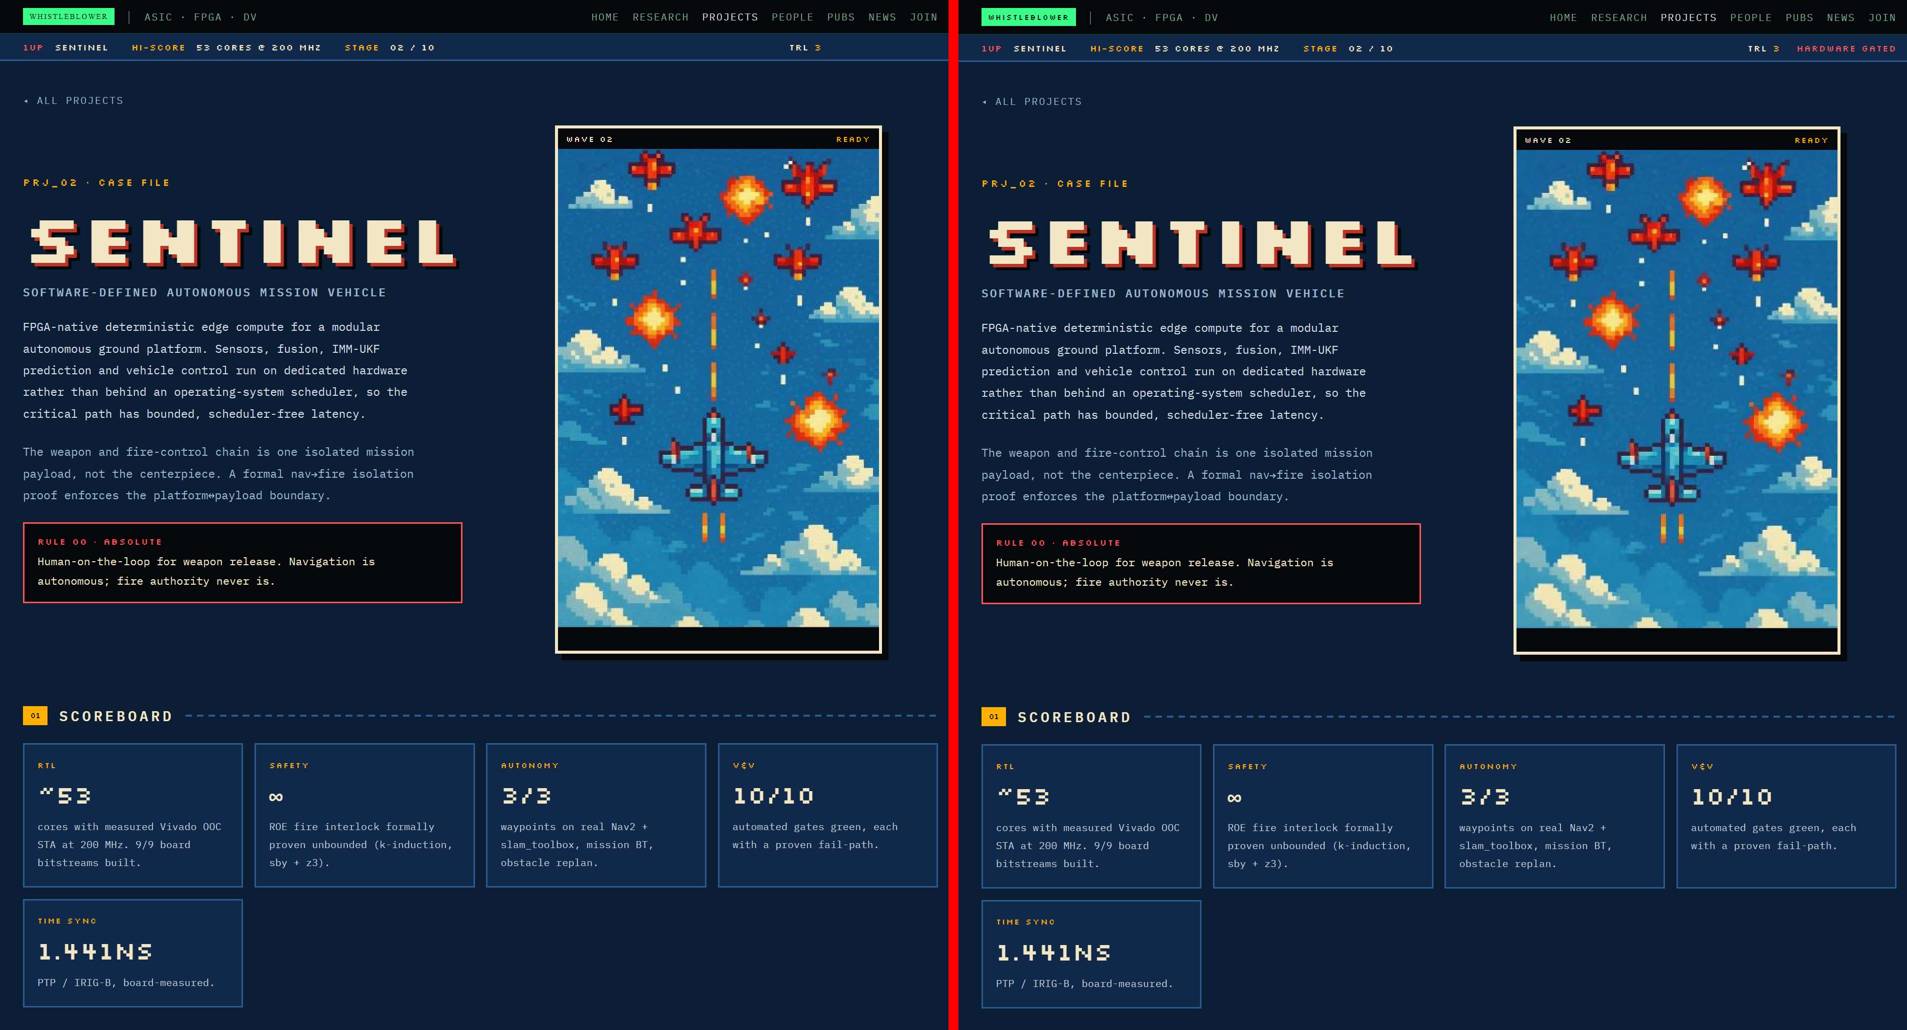 WHISTLEBLOWER | ASIC · FPGA · DV HOME RESEARCH PROJECTS PEOPLE PUBS NEWS JOIN
1UP SENTINEL HI-SCORE 53 CORES @ 200 MHZ STAGE 02 / 10 TRL 3
◂ ALL PROJECTS
PRJ_02 · CASE FILE
SENTINEL
SOFTWARE-DEFINED AUTONOMOUS MISSION VEHICLE
FPGA-native deterministic edge compute for a modular
autonomous ground platform. Sensors, fusion, IMM-UKF
prediction and vehicle control run on dedicated hardware
rather than behind an operating-system scheduler, so the
critical path has bounded, scheduler-free latency.
The weapon and fire-control chain is one isolated mission
payload, not the centerpiece. A formal nav→fire isolation
proof enforces the platform↔payload boundary.
RULE 00 · ABSOLUTE
Human-on-the-loop for weapon release. Navigation is
autonomous; fire authority never is.
WAVE 02 READY
01 SCOREBOARD
RTL
~53
cores with measured Vivado OOC
STA at 200 MHz. 9/9 board
bitstreams built.
SAFETY
∞
ROE fire interlock formally
proven unbounded (k-induction,
sby + z3).
AUTONOMY
3/3
waypoints on real Nav2 +
slam_toolbox, mission BT,
obstacle replan.
V&V
10/10
automated gates green, each
with a proven fail-path.
TIME SYNC
1.441NS
PTP / IRIG-B, board-measured.
WHISTLEBLOWER | ASIC · FPGA · DV HOME RESEARCH PROJECTS PEOPLE PUBS NEWS JOIN
1UP SENTINEL HI-SCORE 53 CORES @ 200 MHZ STAGE 02 / 10 TRL 3 HARDWARE GATED
◂ ALL PROJECTS
PRJ_02 · CASE FILE
SENTINEL
SOFTWARE-DEFINED AUTONOMOUS MISSION VEHICLE
FPGA-native deterministic edge compute for a modular
autonomous ground platform. Sensors, fusion, IMM-UKF
prediction and vehicle control run on dedicated hardware
rather than behind an operating-system scheduler, so the
critical path has bounded, scheduler-free latency.
The weapon and fire-control chain is one isolated mission
payload, not the centerpiece. A formal nav→fire isolation
proof enforces the platform↔payload boundary.
RULE 00 · ABSOLUTE
Human-on-the-loop for weapon release. Navigation is
autonomous; fire authority never is.
WAVE 02 READY
01 SCOREBOARD
RTL
~53
cores with measured Vivado OOC
STA at 200 MHz. 9/9 board
bitstreams built.
SAFETY
∞
ROE fire interlock formally
proven unbounded (k-induction,
sby + z3).
AUTONOMY
3/3
waypoints on real Nav2 +
slam_toolbox, mission BT,
obstacle replan.
V&V
10/10
automated gates green, each
with a proven fail-path.
TIME SYNC
1.441NS
PTP / IRIG-B, board-measured.